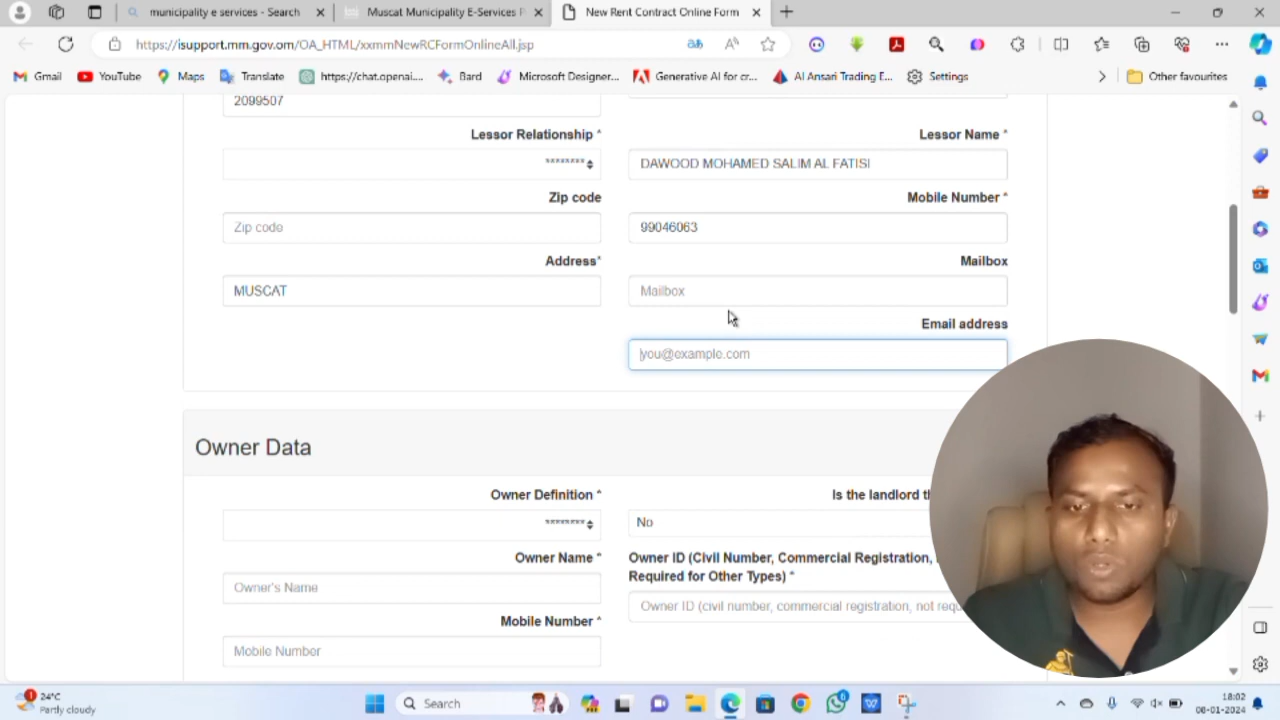 municipality e services - Search
Muscat Municipality E-Services P
New Rent Contract Online Form
https://isupport.mm.gov.om/OA_HTML/xxmmNewRCFormOnlineAll.jsp
Gmail
YouTube
Maps
Translate
https://chat.openai....
Bard
Microsoft Designer...
Generative AI for cr...
Al Ansari Trading E...
Settings
Other favourites
2099507
Lessor Relationship *
Lessor Name *
********
DAWOOD MOHAMED SALIM AL FATISI
Zip code
Mobile Number *
Zip code
99046063
Address*
Mailbox
MUSCAT
Mailbox
Email address
you@example.com
Owner Data
Owner Definition *
Is the landlord
********
No
Owner Name *
Owner ID (Civil Number, Commercial Registration,
Required for Other Types) *
Owner's Name
Owner ID (civil number, commercial registration, not requ
Mobile Number *
Mobile Number
1
24°C
Partly cloudy
Search
6
18:02
08-01-2024